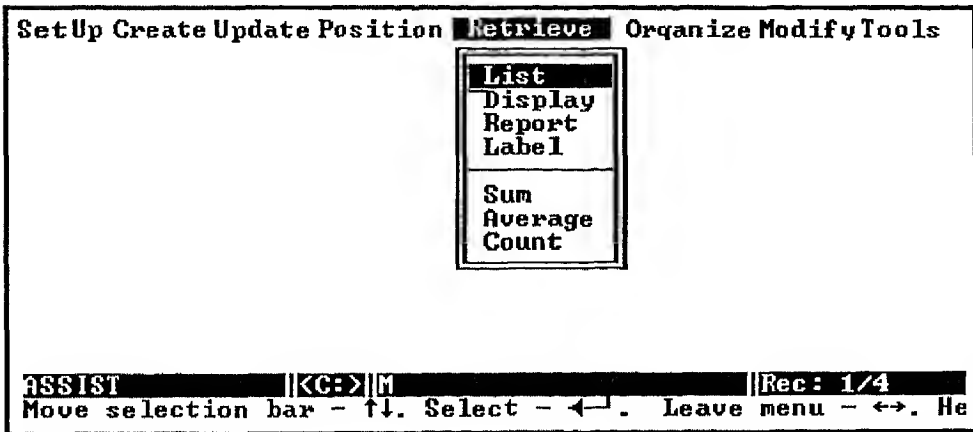 SetUp Create Update Position Retrieve Organize Modify Tools
List
Display
Report
Label
Sum
Average
Count
ASSIST <C:> M Rec: 1/4
Move selection bar - ↑↓. Select - ◄─┘. Leave menu - ↔. He